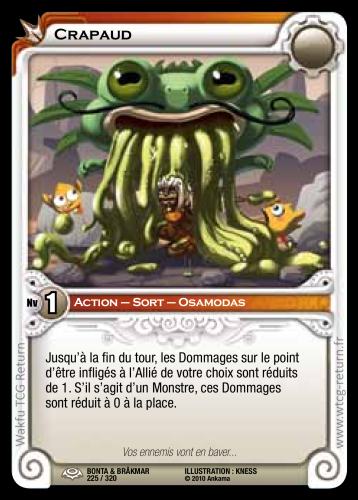 Crapaud
Nv 1 Action – Sort – Osamodas
Jusqu'à la fin du tour, les Dommages sur le point
d'être infligés à l'Allié de votre choix sont réduits
de 1. S'il s'agit d'un Monstre, ces Dommages
sont réduit à 0 à la place.
Wakfu TCG Return
www.wtcg-return.fr
Vos ennemis vont en baver...
BONTA & BRÂKMAR ILLUSTRATION : KNESS
225 / 320 © 2010 Ankama